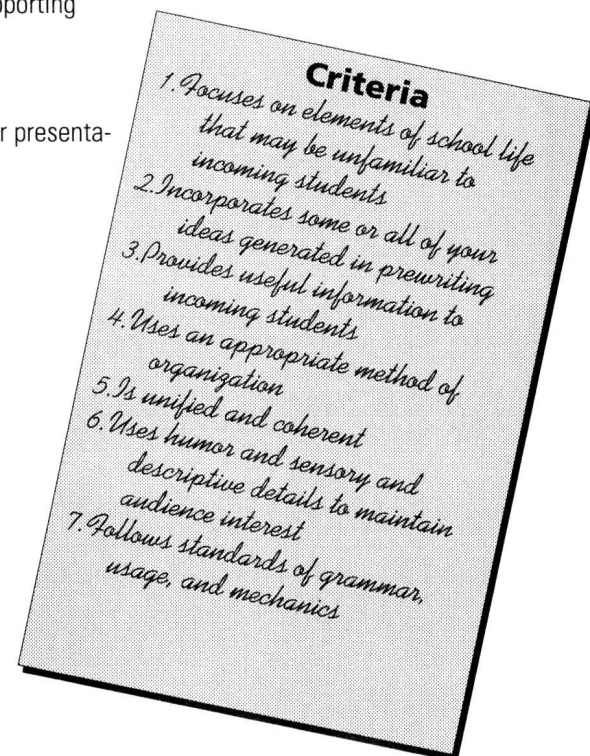 pporting
r presenta-
Criteria
1. Focuses on elements of school life
that may be unfamiliar to
incoming students
2. Incorporates some or all of your
ideas generated in prewriting
3. Provides useful information to
incoming students
4. Uses an appropriate method of
organization
5. Is unified and coherent
6. Uses humor and sensory and
descriptive details to maintain
audience interest
7. Follows standards of grammar,
usage, and mechanics